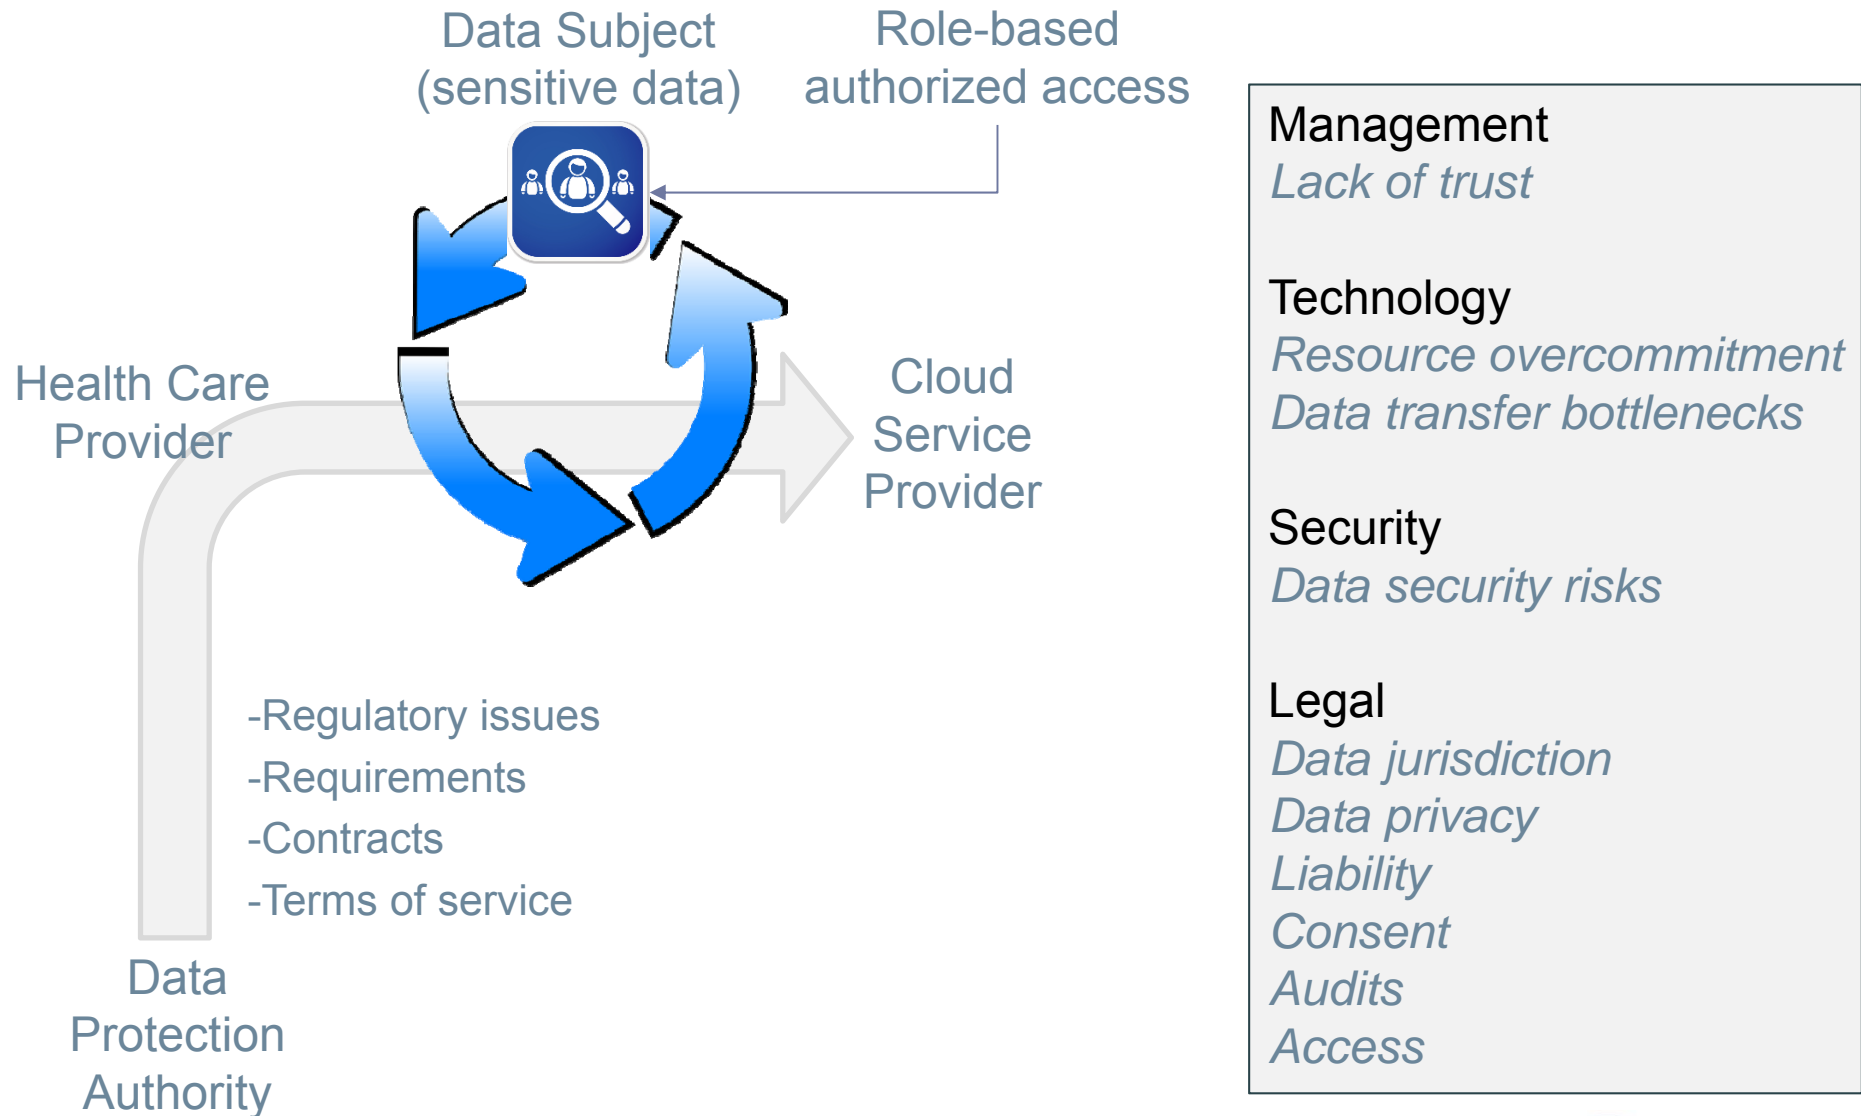 Data Subject
(sensitive data)
Role-based
authorized access
Health Care
Provider
Cloud
Service
Provider
-Regulatory issues
-Requirements
-Contracts
-Terms of service
Data
Protection
Authority
Management
Lack of trust
Technology
Resource overcommitment
Data transfer bottlenecks
Security
Data security risks
Legal
Data jurisdiction
Data privacy
Liability
Consent
Audits
Access